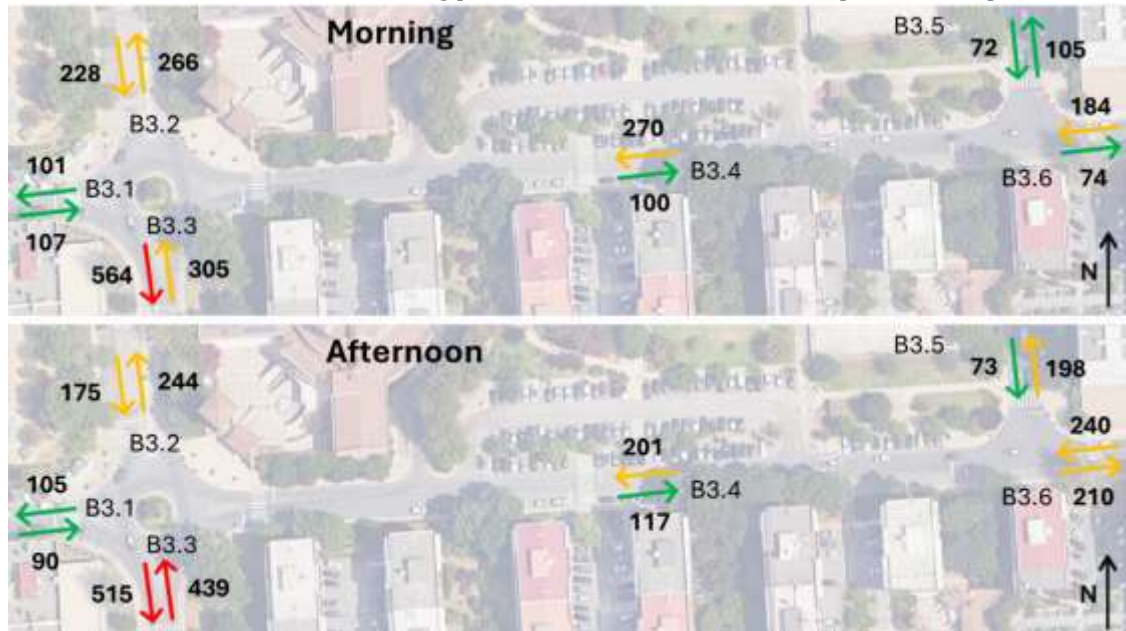 Morning
B3.5
72 105
228 266
B3.2
184
270
101
B3.1
B3.4
B3.6
74
100
B3.3
107
564 305
N
Afternoon
B3.5
73 198
175 244
B3.2
240
201
105
B3.1
B3.4
B3.6
210
117
B3.3
90
515 439
N